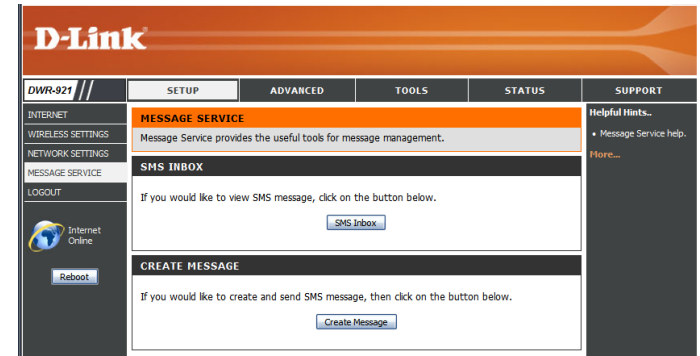 D-Link
DWR-921
SETUP
ADVANCED
TOOLS
STATUS
SUPPORT
INTERNET
WIRELESS SETTINGS
NETWORK SETTINGS
MESSAGE SERVICE
LOGOUT
Internet
Online
Reboot
MESSAGE SERVICE
Message Service provides the useful tools for message management.
SMS INBOX
If you would like to view SMS message, click on the button below.
SMS Inbox
CREATE MESSAGE
If you would like to create and send SMS message, then click on the button below.
Create Message
Helpful Hints..
• Message Service help.
More...